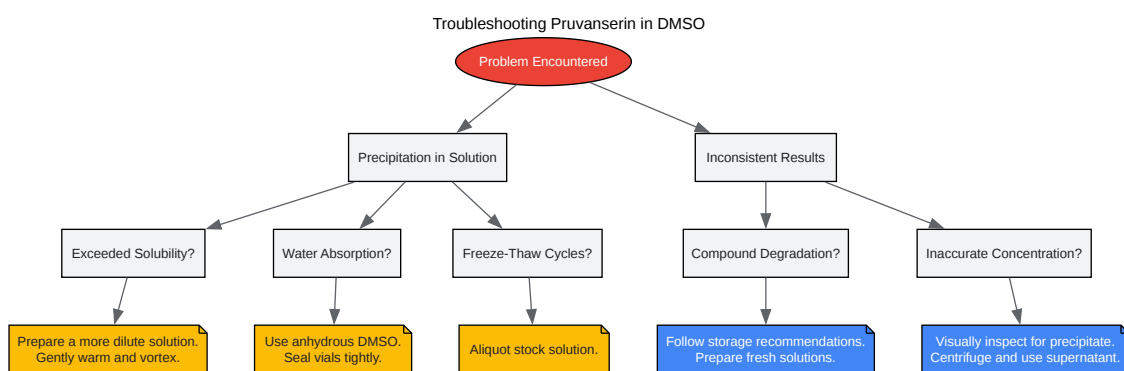 Troubleshooting Pruvanserin in DMSO
Problem Encountered
Precipitation in Solution
Inconsistent Results
Exceeded Solubility?
Water Absorption?
Freeze-Thaw Cycles?
Compound Degradation?
Inaccurate Concentration?
Prepare a more dilute solution.
Gently warm and vortex.
Use anhydrous DMSO.
Seal vials tightly.
Aliquot stock solution.
Follow storage recommendations.
Prepare fresh solutions.
Visually inspect for precipitate.
Centrifuge and use supernatant.